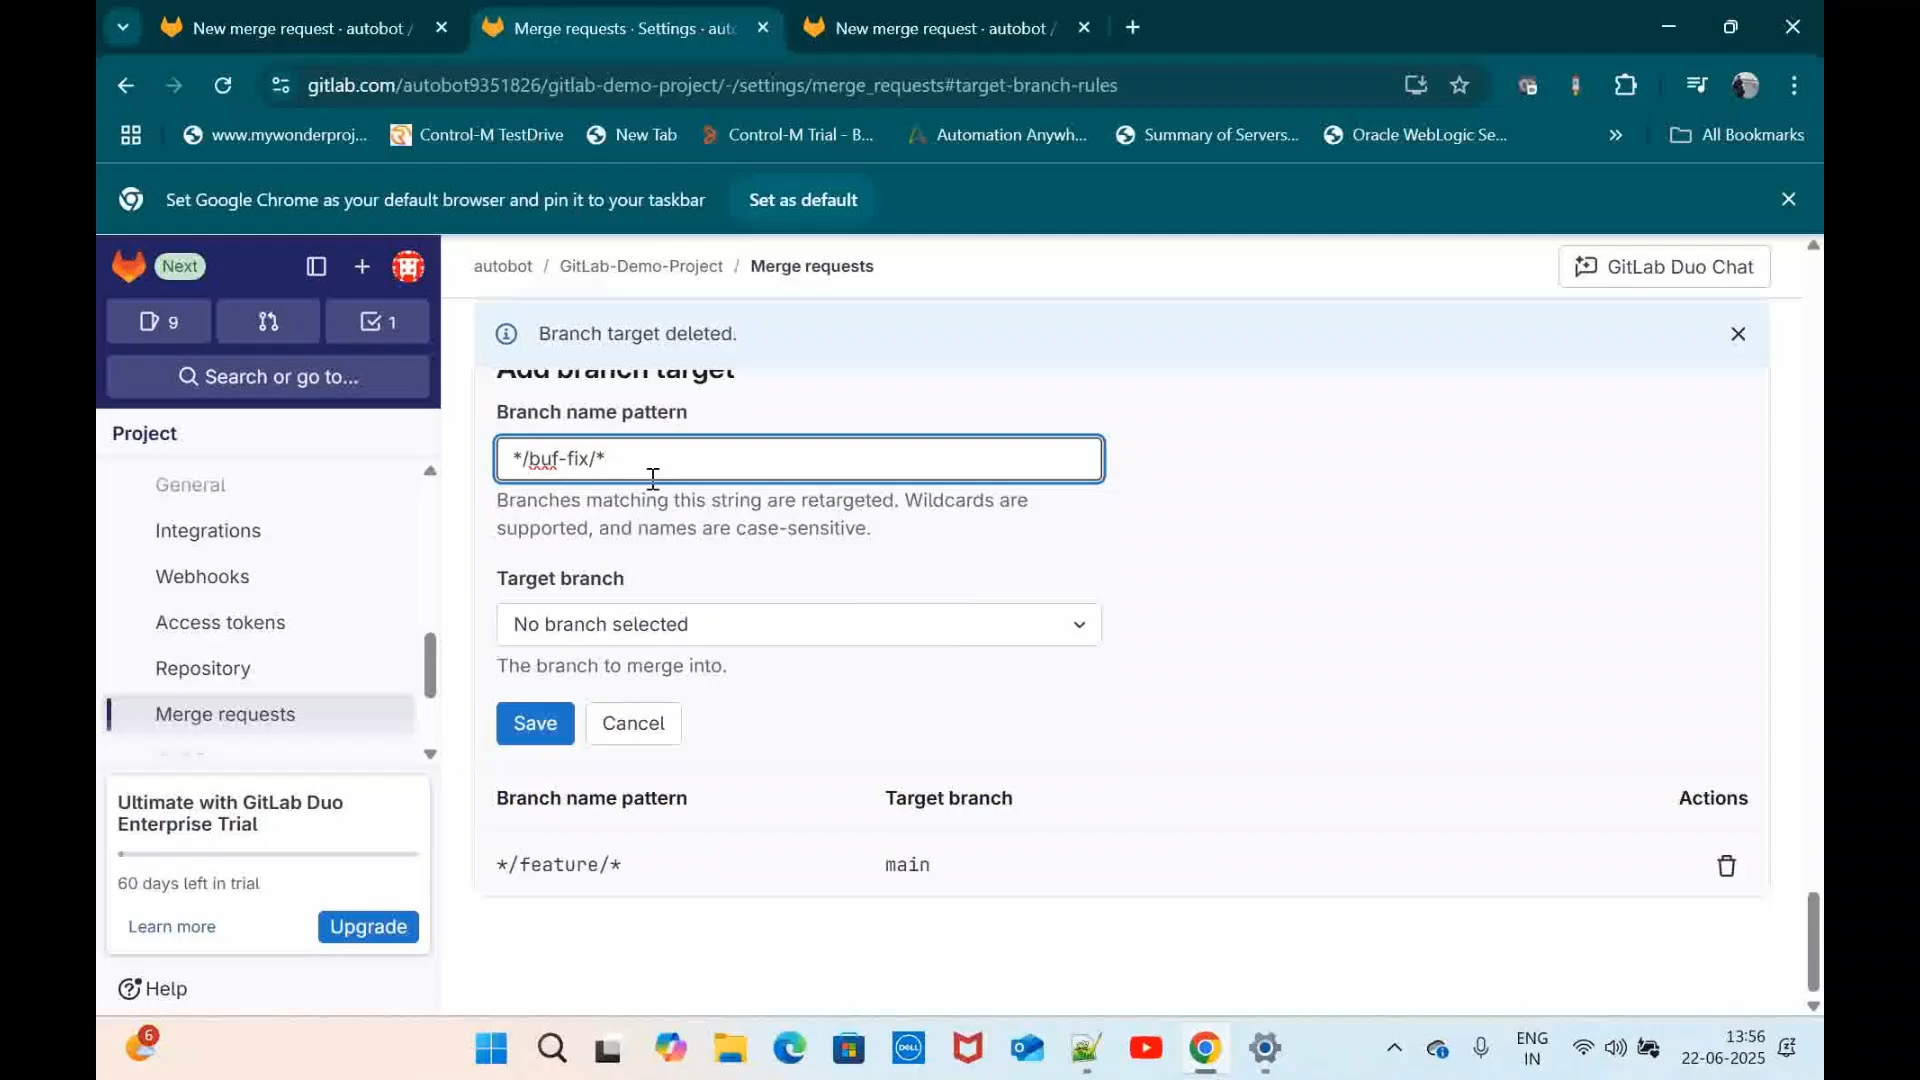 New merge request · autobot /
Merge requests · Settings · auto
New merge request · autobot /
gitlab.com/autobot9351826/gitlab-demo-project/-/settings/merge_requests#target-branch-rules
www.mywonderproj...
Control-M TestDrive
New Tab
Control-M Trial - B...
Automation Anywh...
Summary of Servers...
Oracle WebLogic Se...
All Bookmarks
Set Google Chrome as your default browser and pin it to your taskbar
Set as default
Next
autobot / GitLab-Demo-Project / Merge requests
GitLab Duo Chat
9
1
Search or go to...
Project
General
Integrations
Webhooks
Access tokens
Repository
Merge requests
Ultimate with GitLab Duo
Enterprise Trial
60 days left in trial
Learn more
Upgrade
Help
Branch target deleted.
Add branch target
Branch name pattern
*/buf-fix/*
Branches matching this string are retargeted. Wildcards are
supported, and names are case-sensitive.
Target branch
No branch selected
The branch to merge into.
Save
Cancel
Branch name pattern
Target branch
Actions
*/feature/*
main
6
DELL
ENG
IN
13:56
22-06-2025